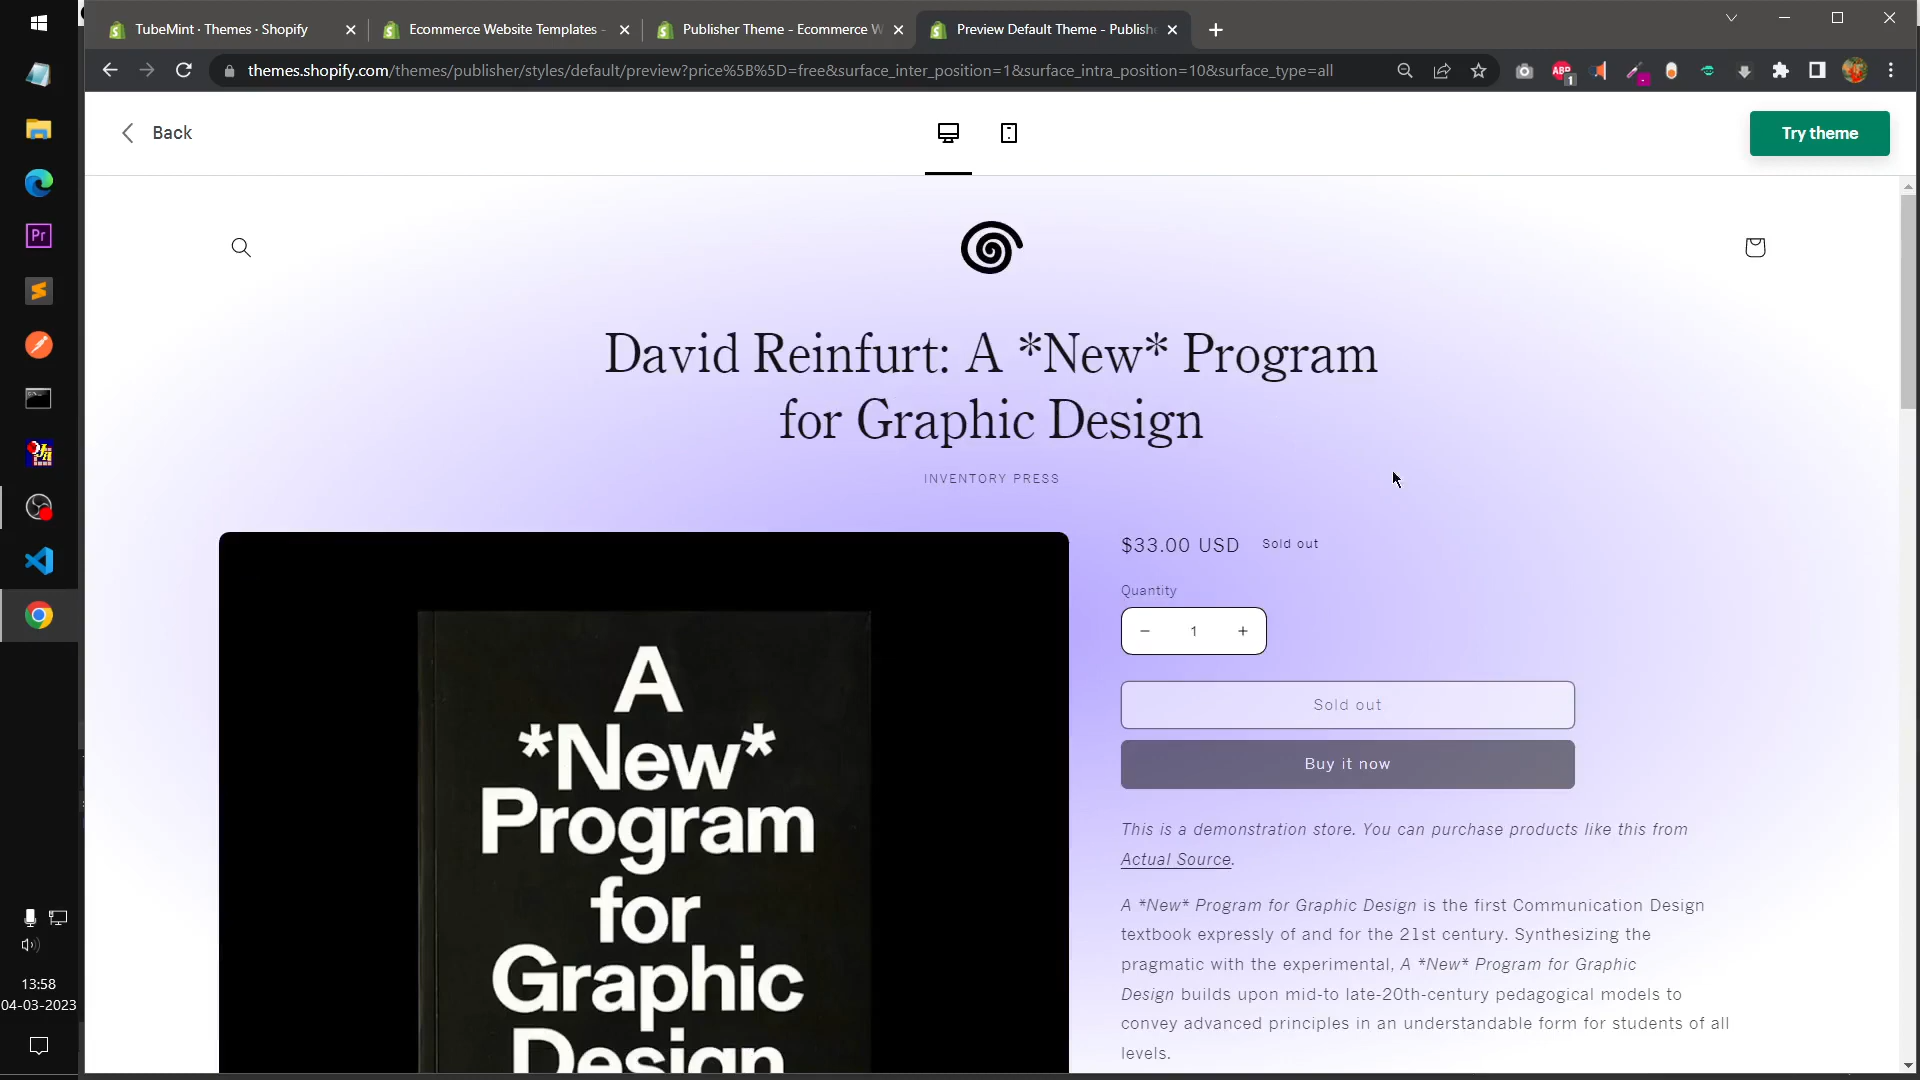 TubeMint · Themes · Shopify
Ecommerce Website Templates -
Publisher Theme - Ecommerce W
Preview Default Theme - Publishe
themes.shopify.com/themes/publisher/styles/default/preview?price%5B%5D=free&surface_inter_position=1&surface_intra_position=10&surface_type=all
ABP
1
Back
Try theme
Pr
David Reinfurt: A *New* Program
for Graphic Design
INVENTORY PRESS
$33.00 USD Sold out
Quantity
− 1 +
Sold out
Buy it now
This is a demonstration store. You can purchase products like this from
Actual Source.
A *New* Program for Graphic Design is the first Communication Design
textbook expressly of and for the 21st century. Synthesizing the
pragmatic with the experimental, A *New* Program for Graphic
Design builds upon mid-to late-20th-century pedagogical models to
convey advanced principles in an understandable form for students of all
levels.
A
*New*
Program
for
Graphic
Design
13:58
04-03-2023